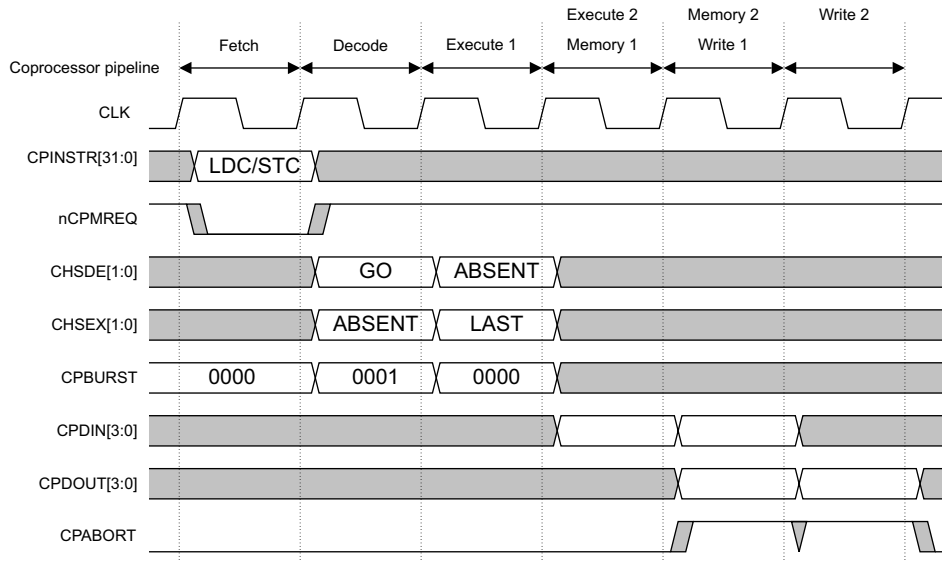 Execute 2 Memory 2 Write 2
Fetch Decode Execute 1 Memory 1 Write 1
Coprocessor pipeline
CLK
CPINSTR[31:0] LDC/STC
nCPMREQ
CHSDE[1:0] GO ABSENT
CHSEX[1:0] ABSENT LAST
CPBURST 0000 0001 0000
CPDIN[3:0]
CPDOUT[3:0]
CPABORT